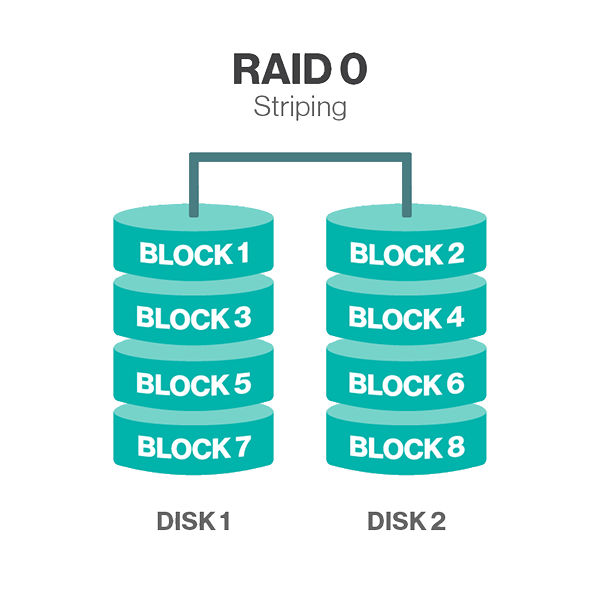 RAID 0
Striping
BLOCK 1
BLOCK 2
BLOCK 3
BLOCK 4
BLOCK 5
BLOCK 6
BLOCK 7
BLOCK 8
DISK 1
DISK 2